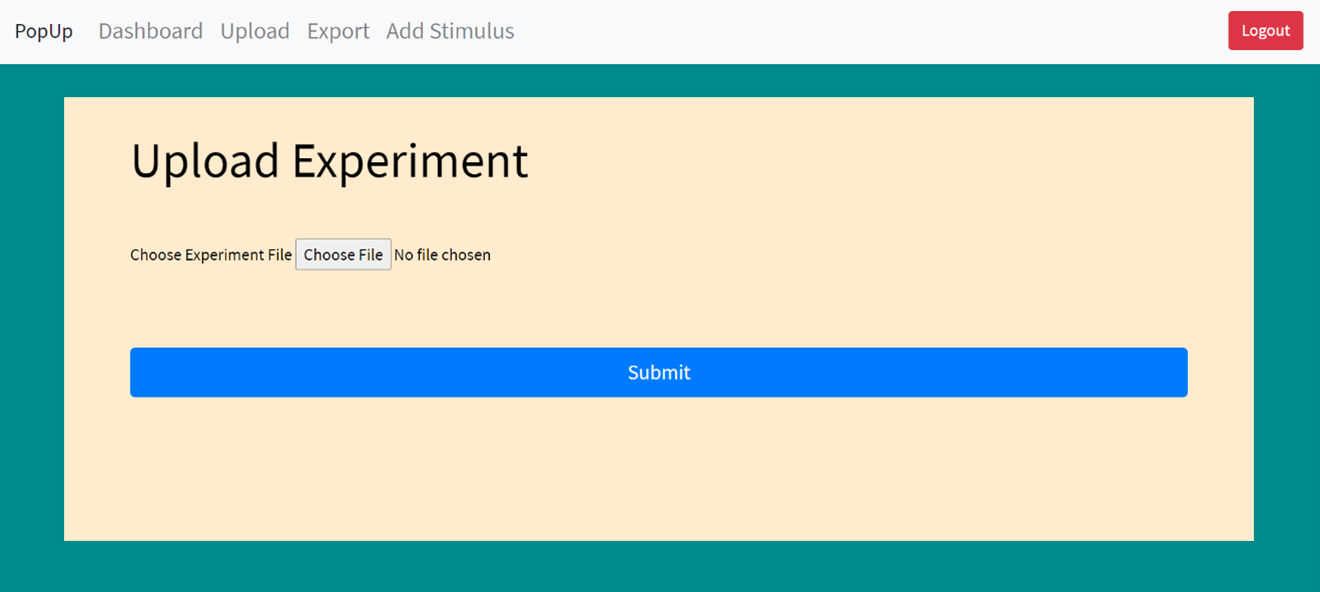 PopUp Dashboard Upload Export Add Stimulus Logout
Upload Experiment
Choose Experiment File Choose File No file chosen
Submit